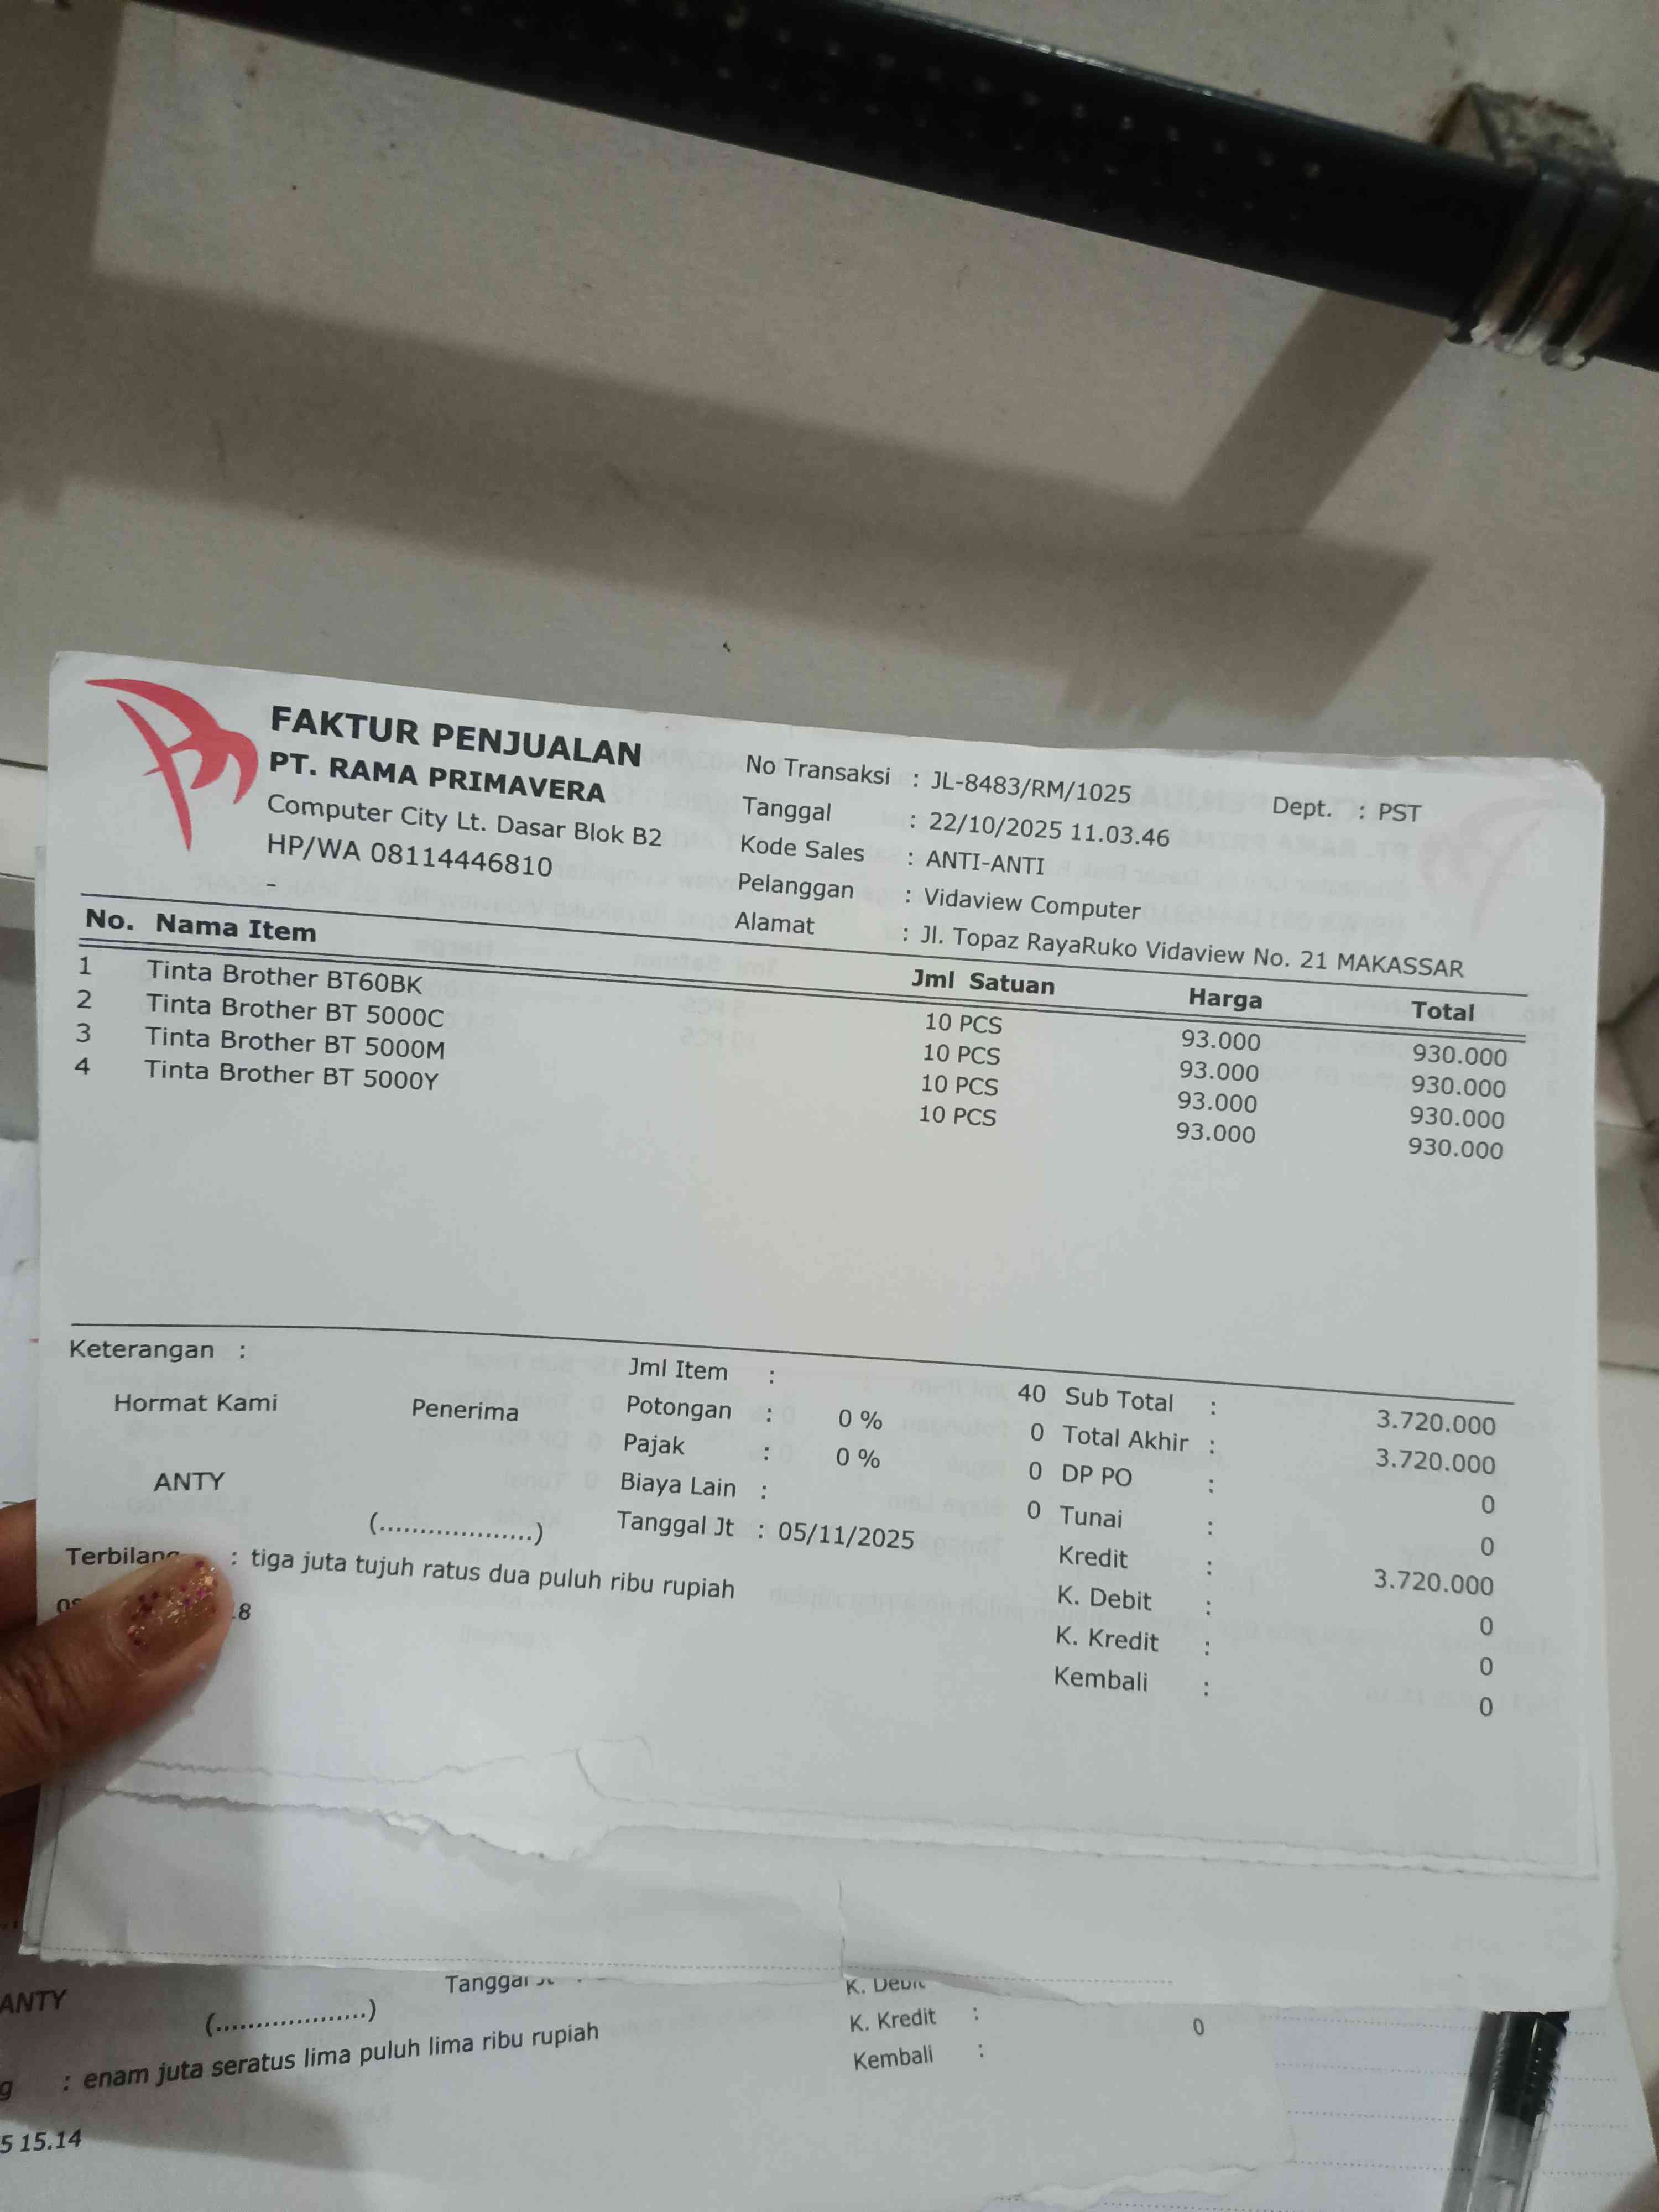 FAKTUR PENJUALAN
PT. RAMA PRIMAVERA
Computer City Lt. Dasar Blok B2
HP/WA 08114446810
-
No Transaksi : JL-8483/RM/1025 Dept. : PST
Tanggal : 22/10/2025 11.03.46
Kode Sales : ANTI-ANTI
Pelanggan : Vidaview Computer
Alamat : Jl. Topaz RayaRuko Vidaview No. 21 MAKASSAR
No. Nama Item Jml Satuan Harga Total
1 Tinta Brother BT60BK 10 PCS 93.000 930.000
2 Tinta Brother BT 5000C 10 PCS 93.000 930.000
3 Tinta Brother BT 5000M 10 PCS 93.000 930.000
4 Tinta Brother BT 5000Y 10 PCS 93.000 930.000
Keterangan :
Hormat Kami Penerima
ANTY
(...................)
Jml Item : 40
Potongan : 0 % 0
Pajak : 0 % 0
Biaya Lain : 0
Tanggal Jt : 05/11/2025
Sub Total : 3.720.000
Total Akhir : 3.720.000
DP PO : 0
Tunai : 0
Kredit : 3.720.000
K. Debit : 0
K. Kredit : 0
Kembali : 0
Terbilang : tiga juta tujuh ratus dua puluh ribu rupiah
ANTY
(...................)
K. Debit
K. Kredit : 0
Kembali :
: enam juta seratus lima puluh lima ribu rupiah
5 15.14